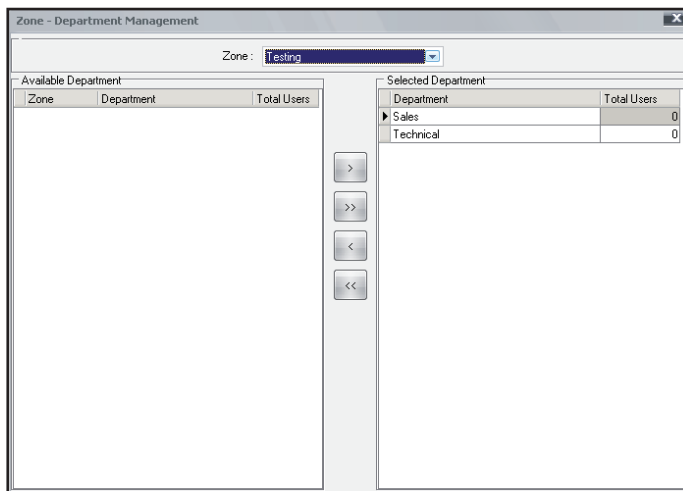 Zone - Department Management
X
Zone : Testing
Available Department
Zone Department Total Users
>
>>
<
<<
Selected Department
Department Total Users
Sales 0
Technical 0